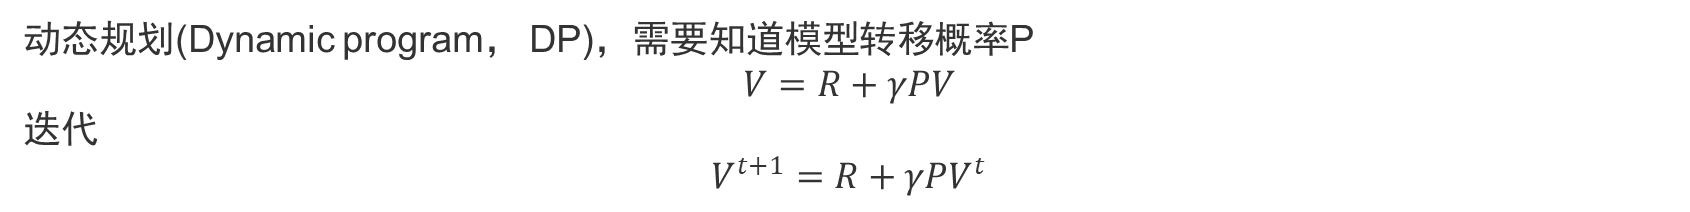 动态规划(Dynamic program， DP)，需要知道模型转移概率P
𝑉 = 𝑅 + 𝛾𝑃𝑉
迭代
𝑉^{𝑡+1} = 𝑅 + 𝛾𝑃𝑉^𝑡